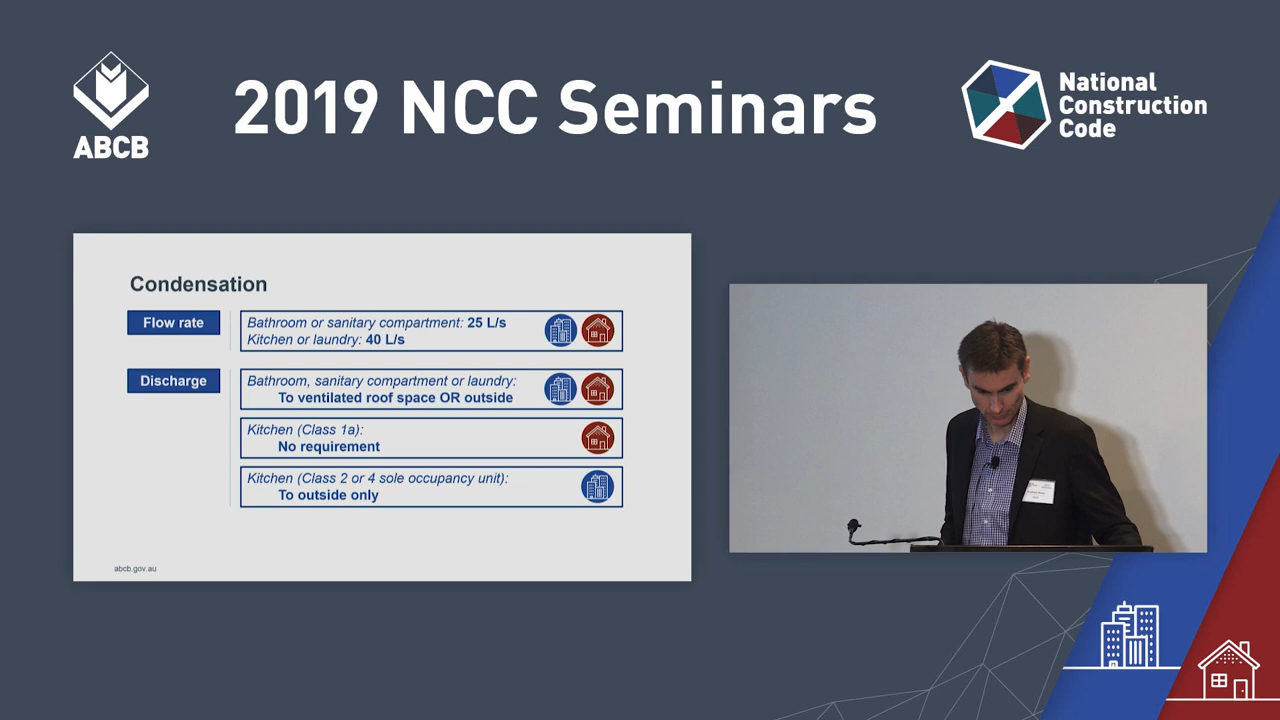 ABCB
2019 NCC Seminars
National
Construction
Code
Condensation
Flow rate
Bathroom or sanitary compartment: 25 L/s
Kitchen or laundry: 40 L/s
Discharge
Bathroom, sanitary compartment or laundry:
To ventilated roof space OR outside
Kitchen (Class 1a):
No requirement
Kitchen (Class 2 or 4 sole occupancy unit):
To outside only
abcb.gov.au